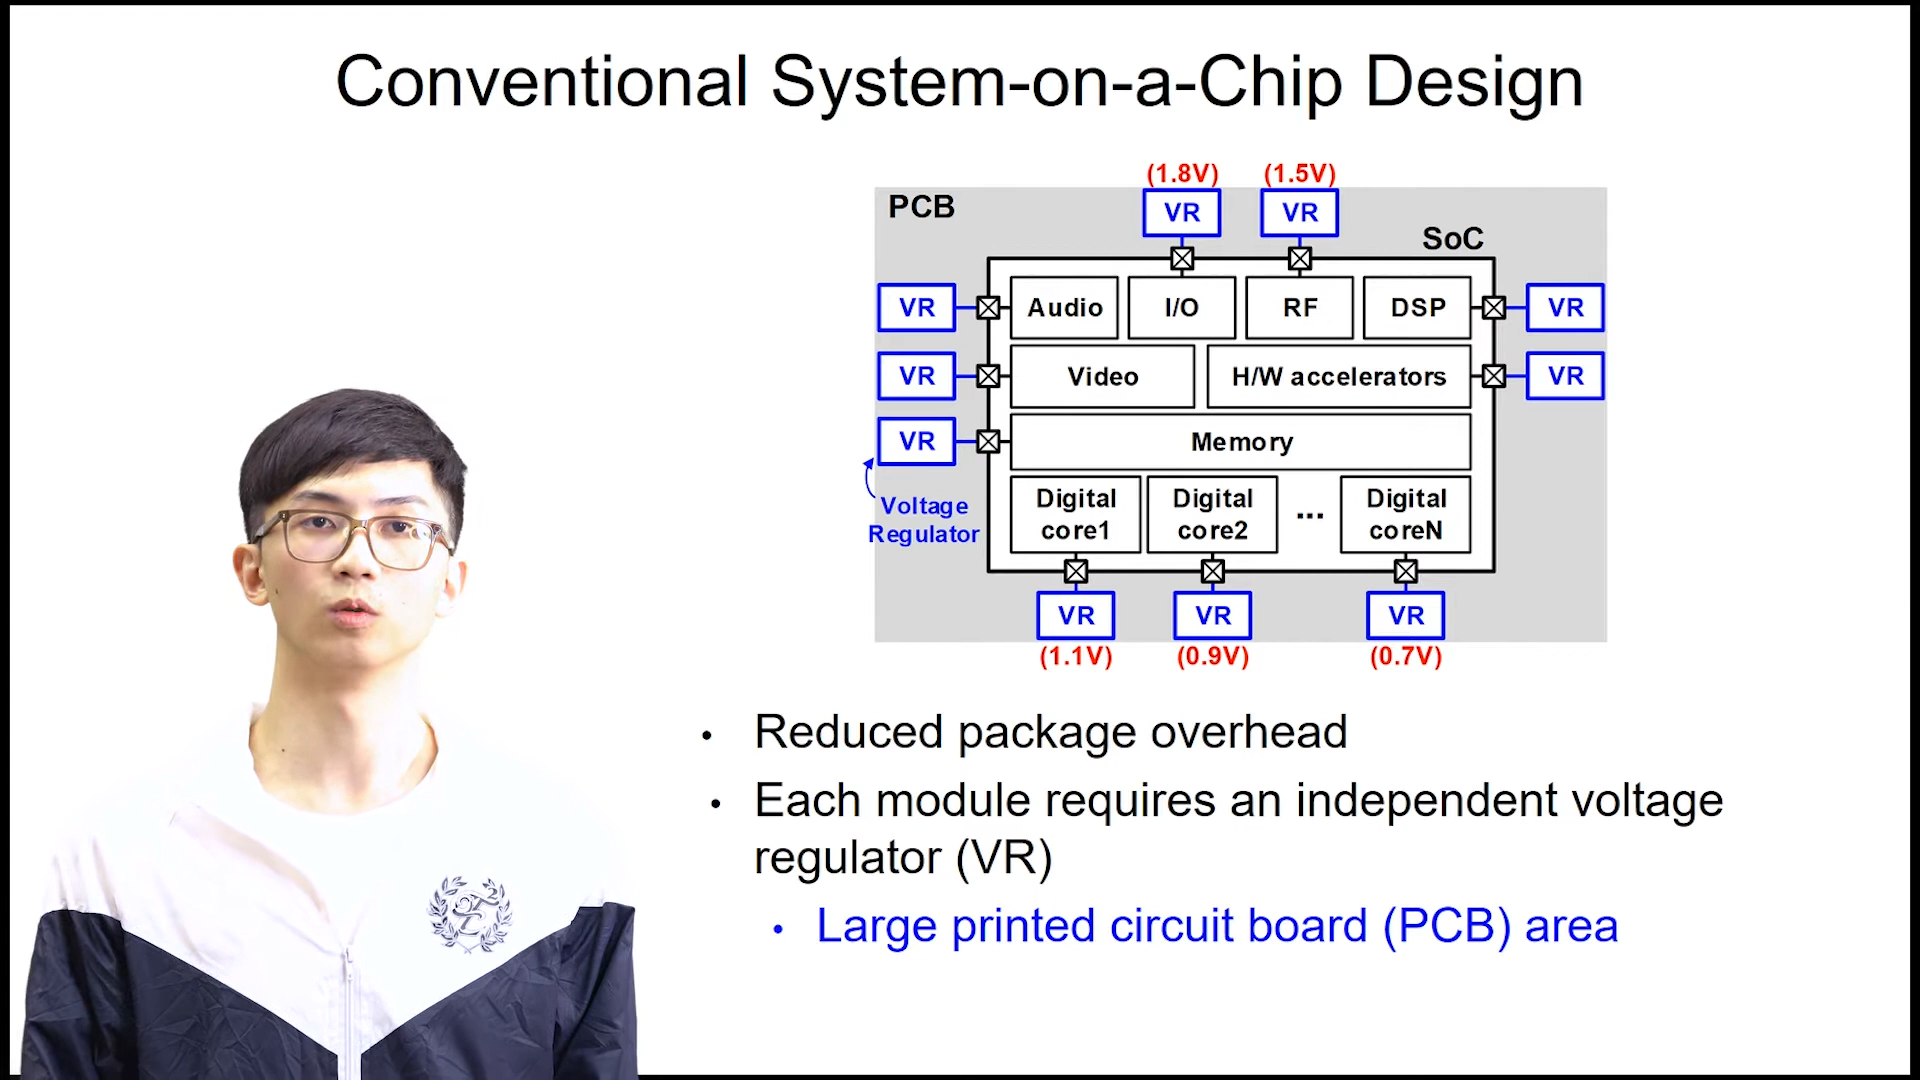 Conventional System-on-a-Chip Design
(1.8V) (1.5V)
PCB
VR VR
SoC
VR Audio I/O RF DSP VR
VR Video H/W accelerators VR
VR Memory
Voltage
Regulator
Digital Digital ... Digital
core1 core2 coreN
VR VR VR
(1.1V) (0.9V) (0.7V)
• Reduced package overhead
• Each module requires an independent voltage
regulator (VR)
• Large printed circuit board (PCB) area